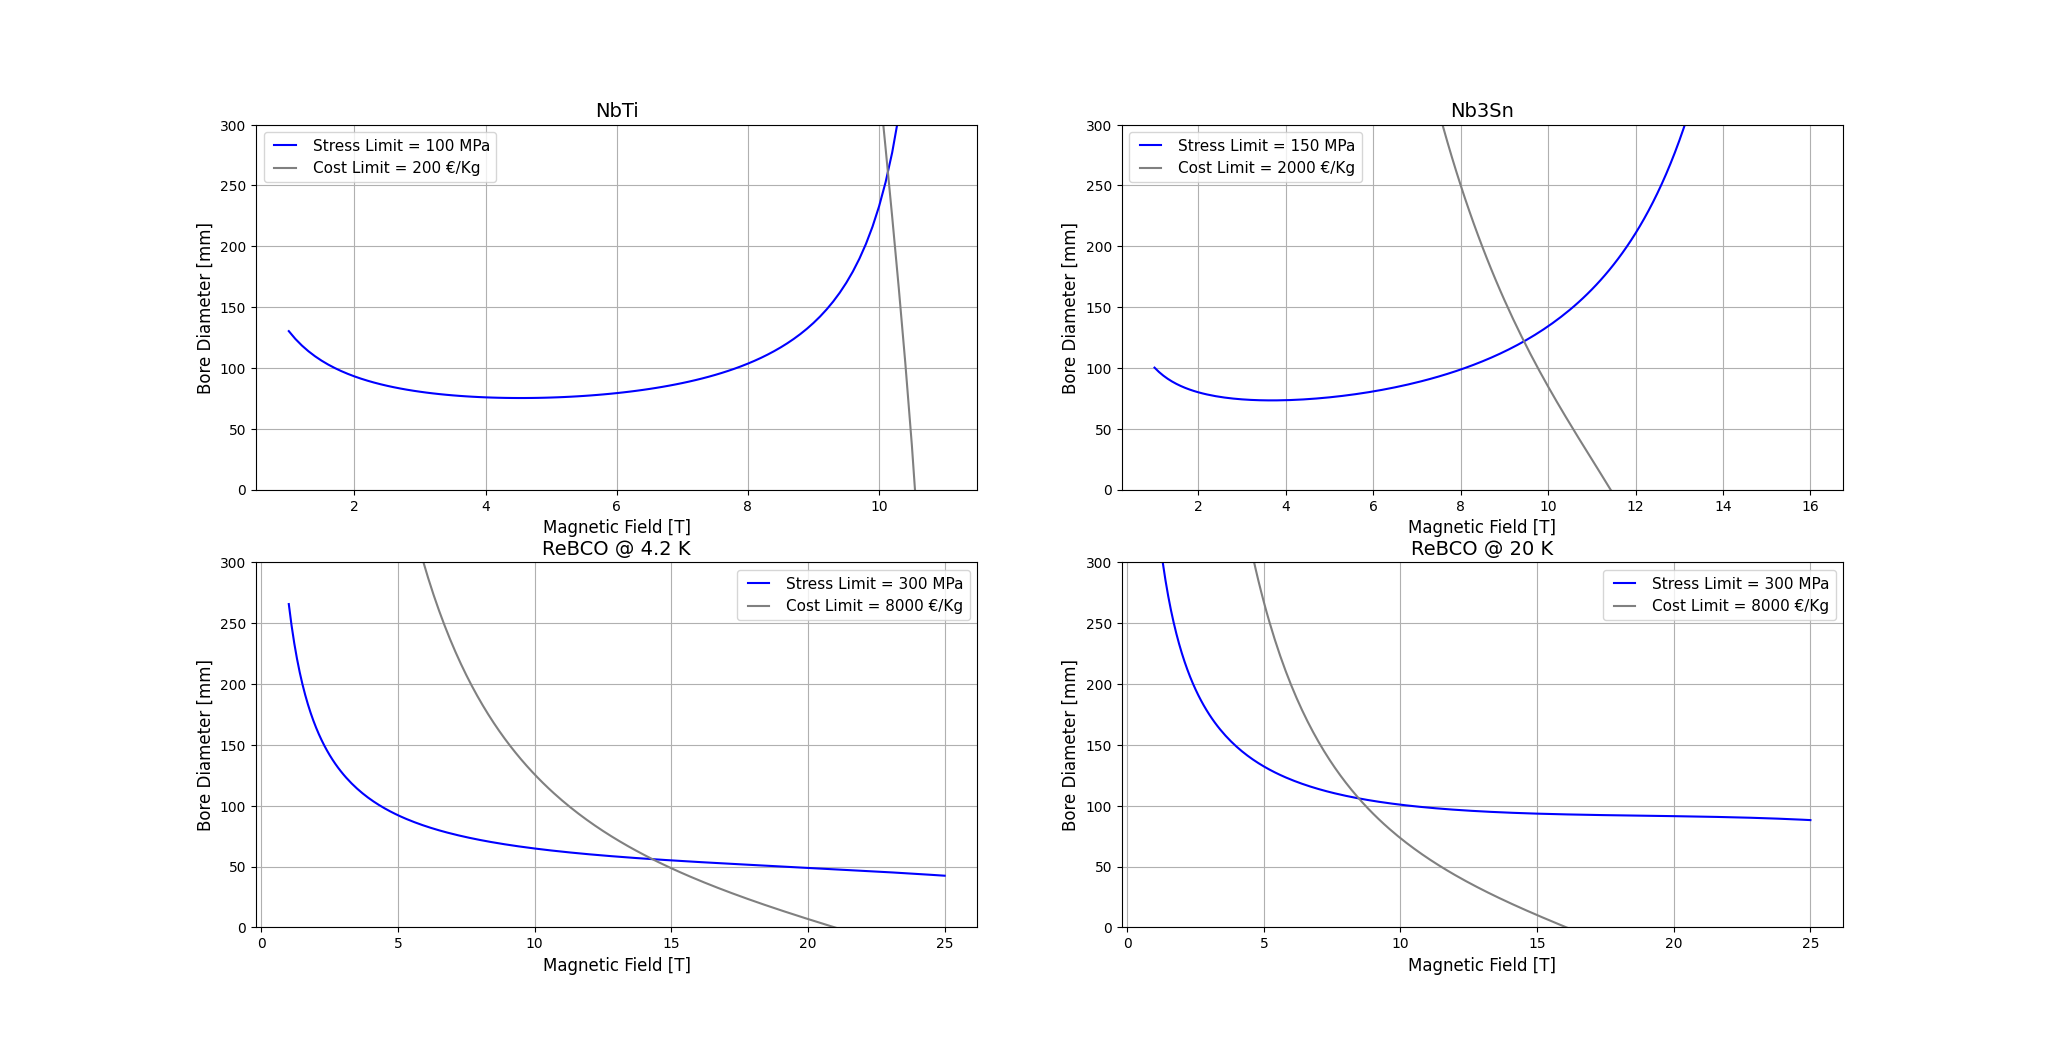 NbTi
Stress Limit = 100 MPa
Cost Limit = 200 €/Kg
Bore Diameter [mm]
300
250
200
150
100
50
0
2 4 6 8 10
Magnetic Field [T]
Nb3Sn
Stress Limit = 150 MPa
Cost Limit = 2000 €/Kg
Bore Diameter [mm]
300
250
200
150
100
50
0
2 4 6 8 10 12 14 16
Magnetic Field [T]
ReBCO @ 4.2 K
Stress Limit = 300 MPa
Cost Limit = 8000 €/Kg
Bore Diameter [mm]
300
250
200
150
100
50
0
0 5 10 15 20 25
Magnetic Field [T]
ReBCO @ 20 K
Stress Limit = 300 MPa
Cost Limit = 8000 €/Kg
Bore Diameter [mm]
300
250
200
150
100
50
0
0 5 10 15 20 25
Magnetic Field [T]